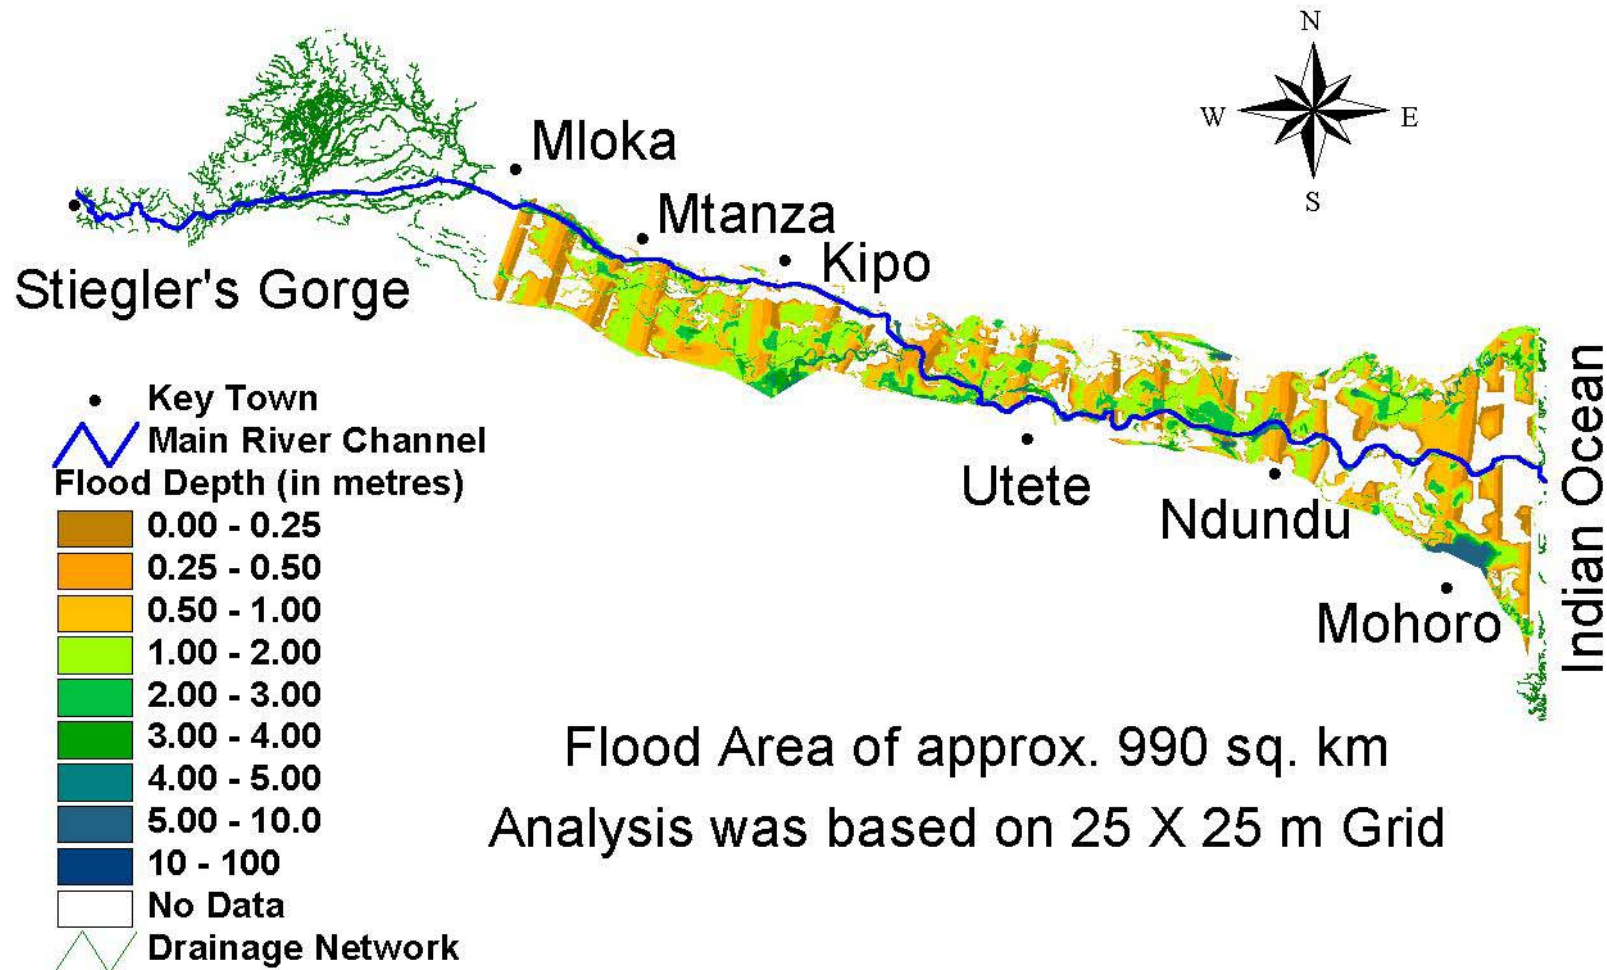 N
W E
S
Mloka
Mtanza
Kipo
Stiegler's Gorge
Utete
Ndundu
Mohoro
Indian Ocean
Key Town
Main River Channel
Flood Depth (in metres)
0.00 - 0.25
0.25 - 0.50
0.50 - 1.00
1.00 - 2.00
2.00 - 3.00
3.00 - 4.00
4.00 - 5.00
5.00 - 10.0
10 - 100
No Data
Drainage Network
Flood Area of approx. 990 sq. km
Analysis was based on 25 X 25 m Grid